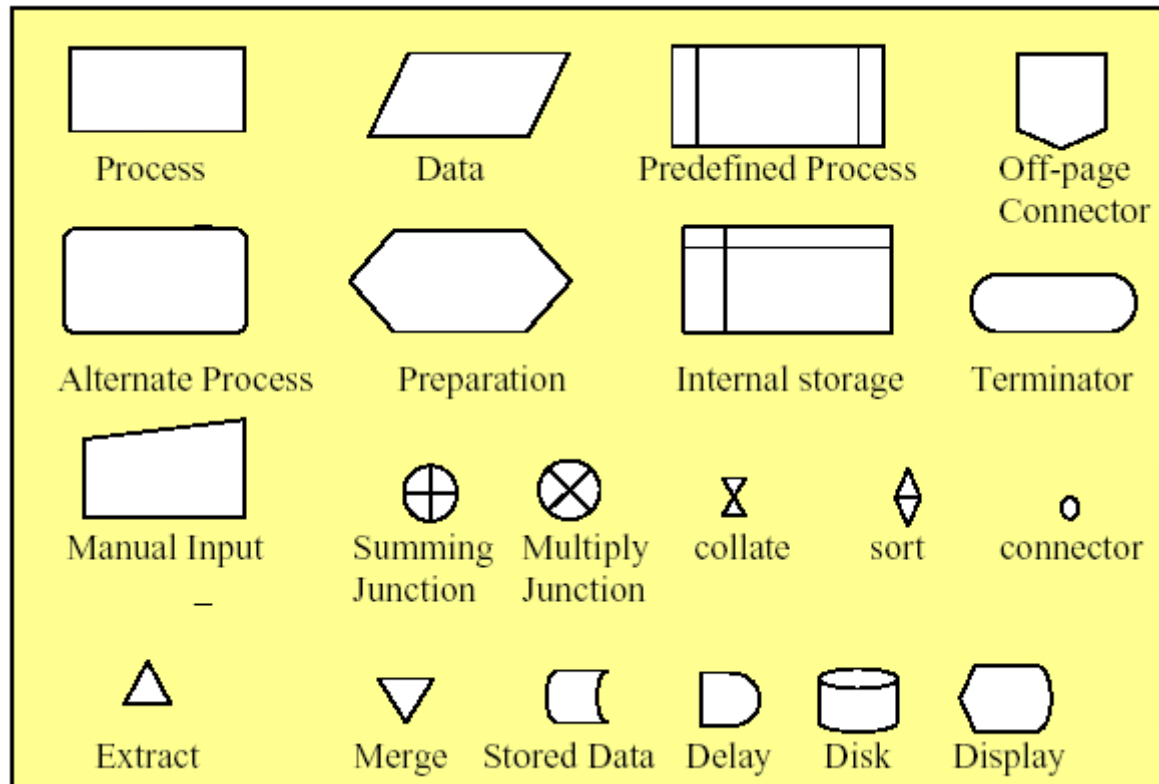 Process
Data
Predefined Process
Off-page
Connector
Alternate Process
Preparation
Internal storage
Terminator
Manual Input
Summing
Junction
Multiply
Junction
collate
sort
connector
Extract
Merge
Stored Data
Delay
Disk
Display